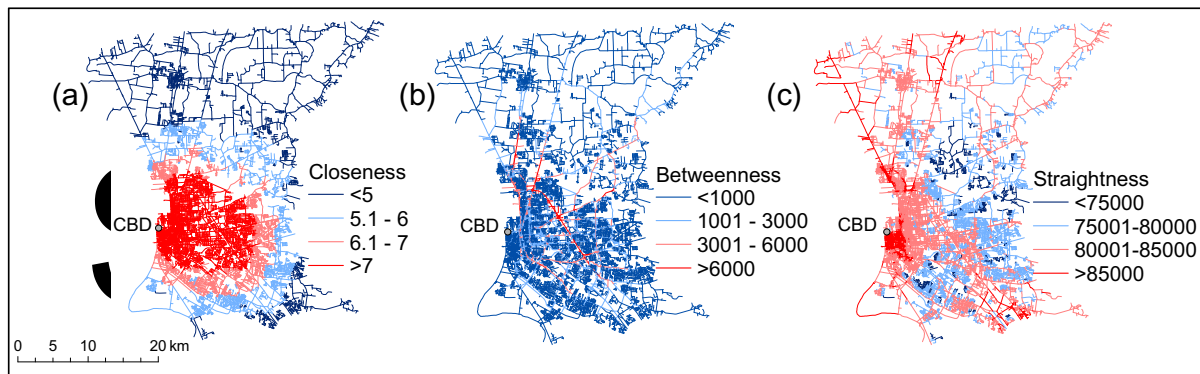 (a)
Closeness
<5
5.1 - 6
6.1 - 7
>7
CBD
0 5 10 20 km
(b)
Betweenness
<1000
1001 - 3000
3001 - 6000
>6000
CBD
(c)
Straightness
<75000
75001-80000
80001-85000
>85000
CBD